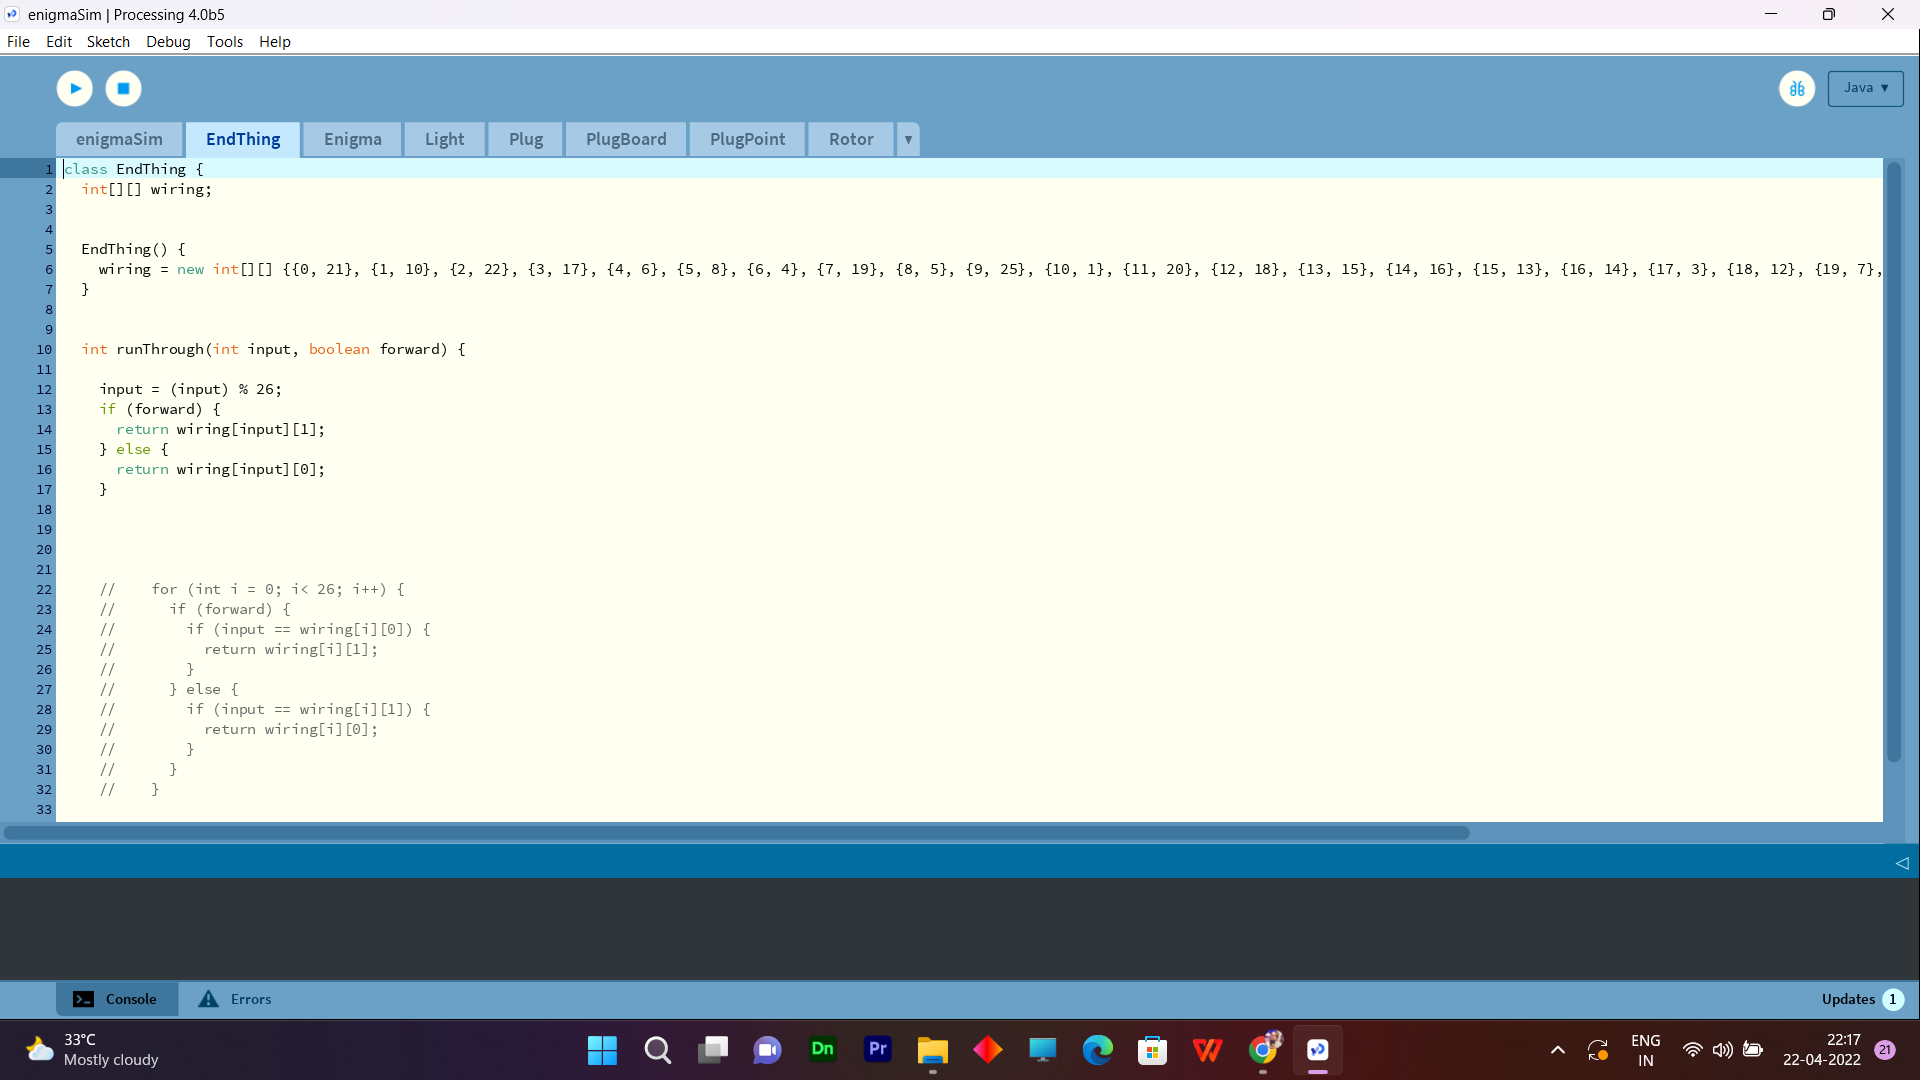 enigmaSim | Processing 4.0b5
File Edit Sketch Debug Tools Help
Java ▾
enigmaSim EndThing Enigma Light Plug PlugBoard PlugPoint Rotor ▾
1 class EndThing {
2   int[][] wiring;
3
4
5   EndThing() {
6     wiring = new int[][] {{0, 21}, {1, 10}, {2, 22}, {3, 17}, {4, 6}, {5, 8}, {6, 4}, {7, 19}, {8, 5}, {9, 25}, {10, 1}, {11, 20}, {12, 18}, {13, 15}, {14, 16}, {15, 13}, {16, 14}, {17, 3}, {18, 12}, {19, 7},
7   }
8
9
10   int runThrough(int input, boolean forward) {
11
12     input = (input) % 26;
13     if (forward) {
14       return wiring[input][1];
15     } else {
16       return wiring[input][0];
17     }
18
19
20
21
22     //    for (int i = 0; i< 26; i++) {
23     //      if (forward) {
24     //        if (input == wiring[i][0]) {
25     //          return wiring[i][1];
26     //        }
27     //      } else {
28     //        if (input == wiring[i][1]) {
29     //          return wiring[i][0];
30     //        }
31     //      }
32     //    }
33
Console Errors Updates 1
33°C
Mostly cloudy
Dn Pr
ENG
IN
22:17
22-04-2022
21